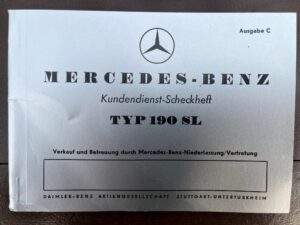 Ausgabe C
MERCEDES-BENZ
Kundendienst-Scheckheft
TYP 190 SL
Verkauf und Betreuung durch Mercedes-Benz-Niederlassung/Vertretung
DAIMLER-BENZ AKTIENGESELLSCHAFT STUTTGART-UNTERTÜRKHEIM